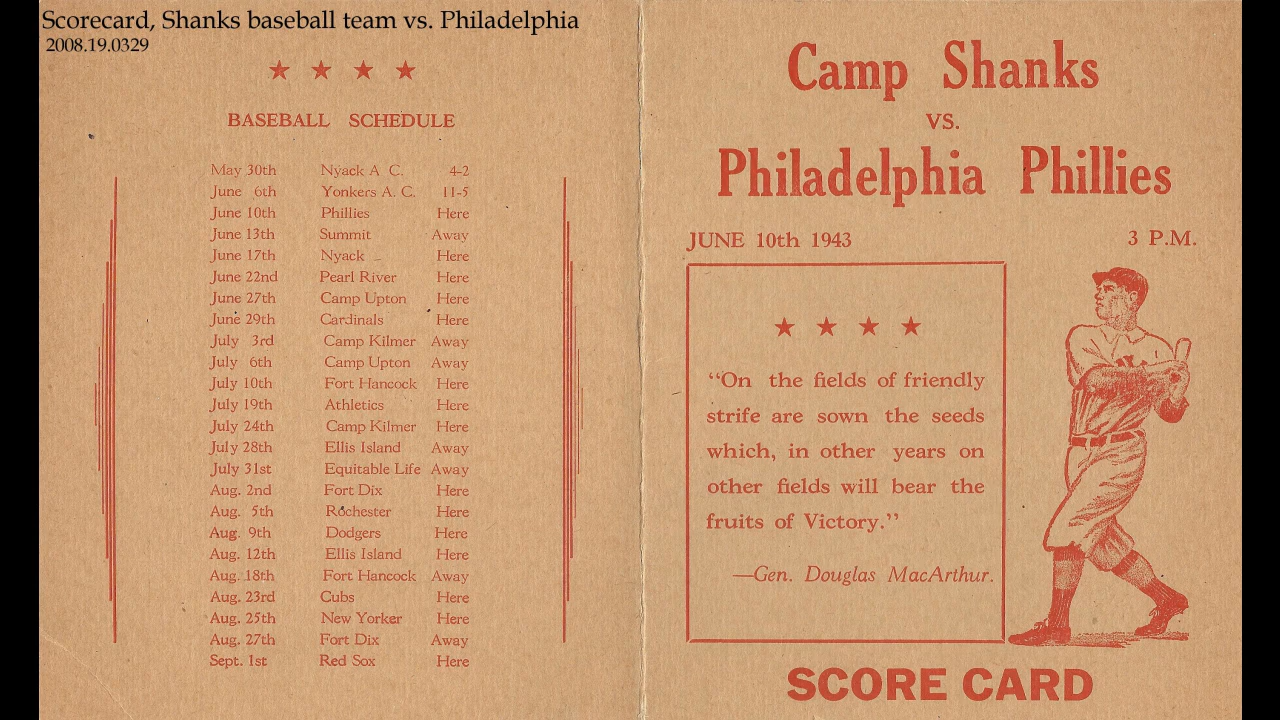 Scorecard, Shanks baseball team vs. Philadelphia
2008.19.0329
BASEBALL SCHEDULE
May 30th Nyack A C. 4-2
June 6th Yonkers A. C. 11-5
June 10th Phillies Here
June 13th Summit Away
June 17th Nyack Here
June 22nd Pearl River Here
June 27th Camp Upton Here
June 29th Cardinals Here
July 3rd Camp Kilmer Away
July 6th Camp Upton Away
July 10th Fort Hancock Here
July 19th Athletics Here
July 24th Camp Kilmer Here
July 28th Ellis Island Away
July 31st Equitable Life Away
Aug. 2nd Fort Dix Here
Aug. 5th Rochester Here
Aug. 9th Dodgers Here
Aug. 12th Ellis Island Here
Aug. 18th Fort Hancock Away
Aug. 23rd Cubs Here
Aug. 25th New Yorker Here
Aug. 27th Fort Dix Away
Sept. 1st Red Sox Here
Camp Shanks
VS.
Philadelphia Phillies
JUNE 10th 1943 3 P.M.
“On the fields of friendly
strife are sown the seeds
which, in other years on
other fields will bear the
fruits of Victory.”
—Gen. Douglas MacArthur.
SCORE CARD